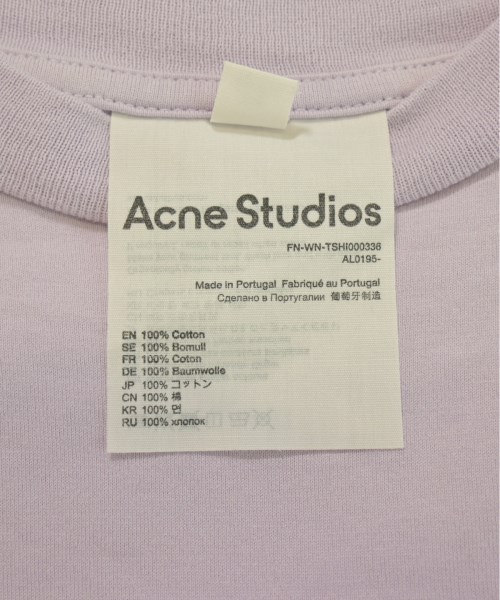 Acne Studios
FN-WN-TSHI000336
AL0195-
Made in Portugal Fabriqué au Portugal
Сделано в Португалии 葡萄牙制造
EN 100% Cotton
SE 100% Bomull
FR 100% Coton
DE 100% Baumwolle
JP 100% コットン
CN 100% 棉
KR 100% 면
RU 100% хлопок